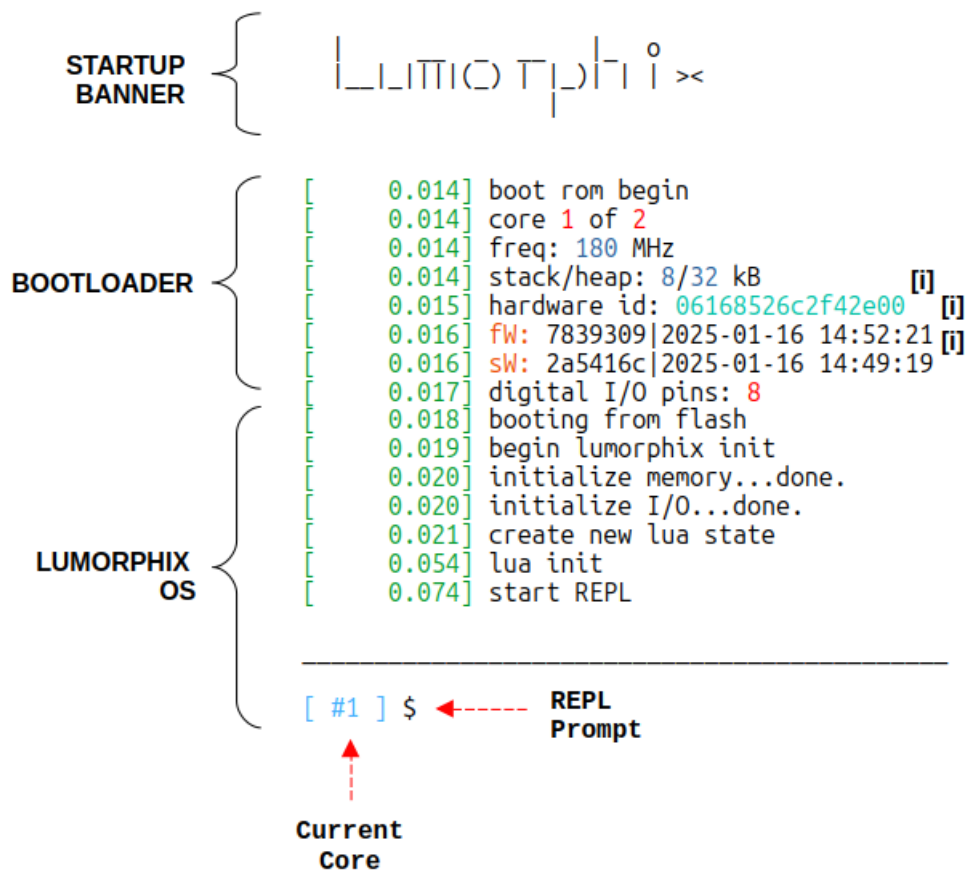 STARTUP
BANNER
BOOTLOADER
[ 0.014] boot rom begin
[ 0.014] core 1 of 2
[ 0.014] freq: 180 MHz
[ 0.014] stack/heap: 8/32 kB [i]
[ 0.015] hardware id: 06168526c2f42e00 [i]
[ 0.016] fW: 7839309|2025-01-16 14:52:21 [i]
[ 0.016] sW: 2a5416c|2025-01-16 14:49:19
[ 0.017] digital I/O pins: 8
LUMORPHIX
OS
[ 0.018] booting from flash
[ 0.019] begin lumorphix init
[ 0.020] initialize memory...done.
[ 0.020] initialize I/O...done.
[ 0.021] create new lua state
[ 0.054] lua init
[ 0.074] start REPL
[ #1 ] $
REPL
Prompt
Current
Core